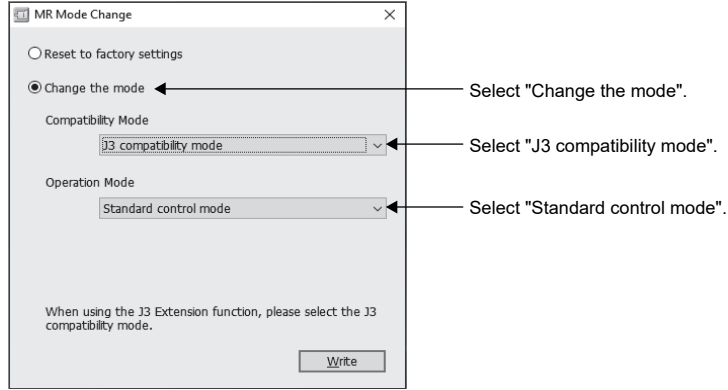 MR Mode Change
Reset to factory settings
Change the mode
Select "Change the mode".
Compatibility Mode
J3 compatibility mode
Select "J3 compatibility mode".
Operation Mode
Standard control mode
Select "Standard control mode".
When using the J3 Extension function, please select the J3
compatibility mode.
Write